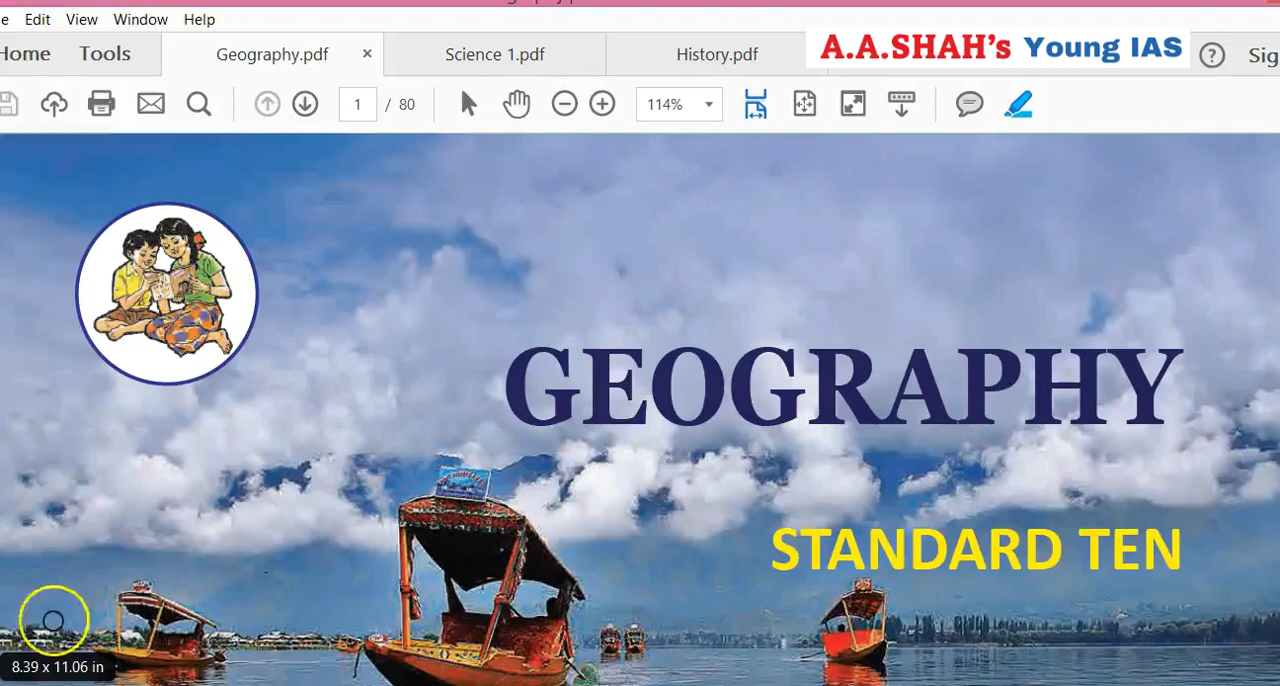 e Edit View Window Help
Home Tools Geography.pdf × Science 1.pdf History.pdf A.A.SHAH's Young IAS ? Sig
1 / 80 114%
GEOGRAPHY
STANDARD TEN
8.39 x 11.06 in